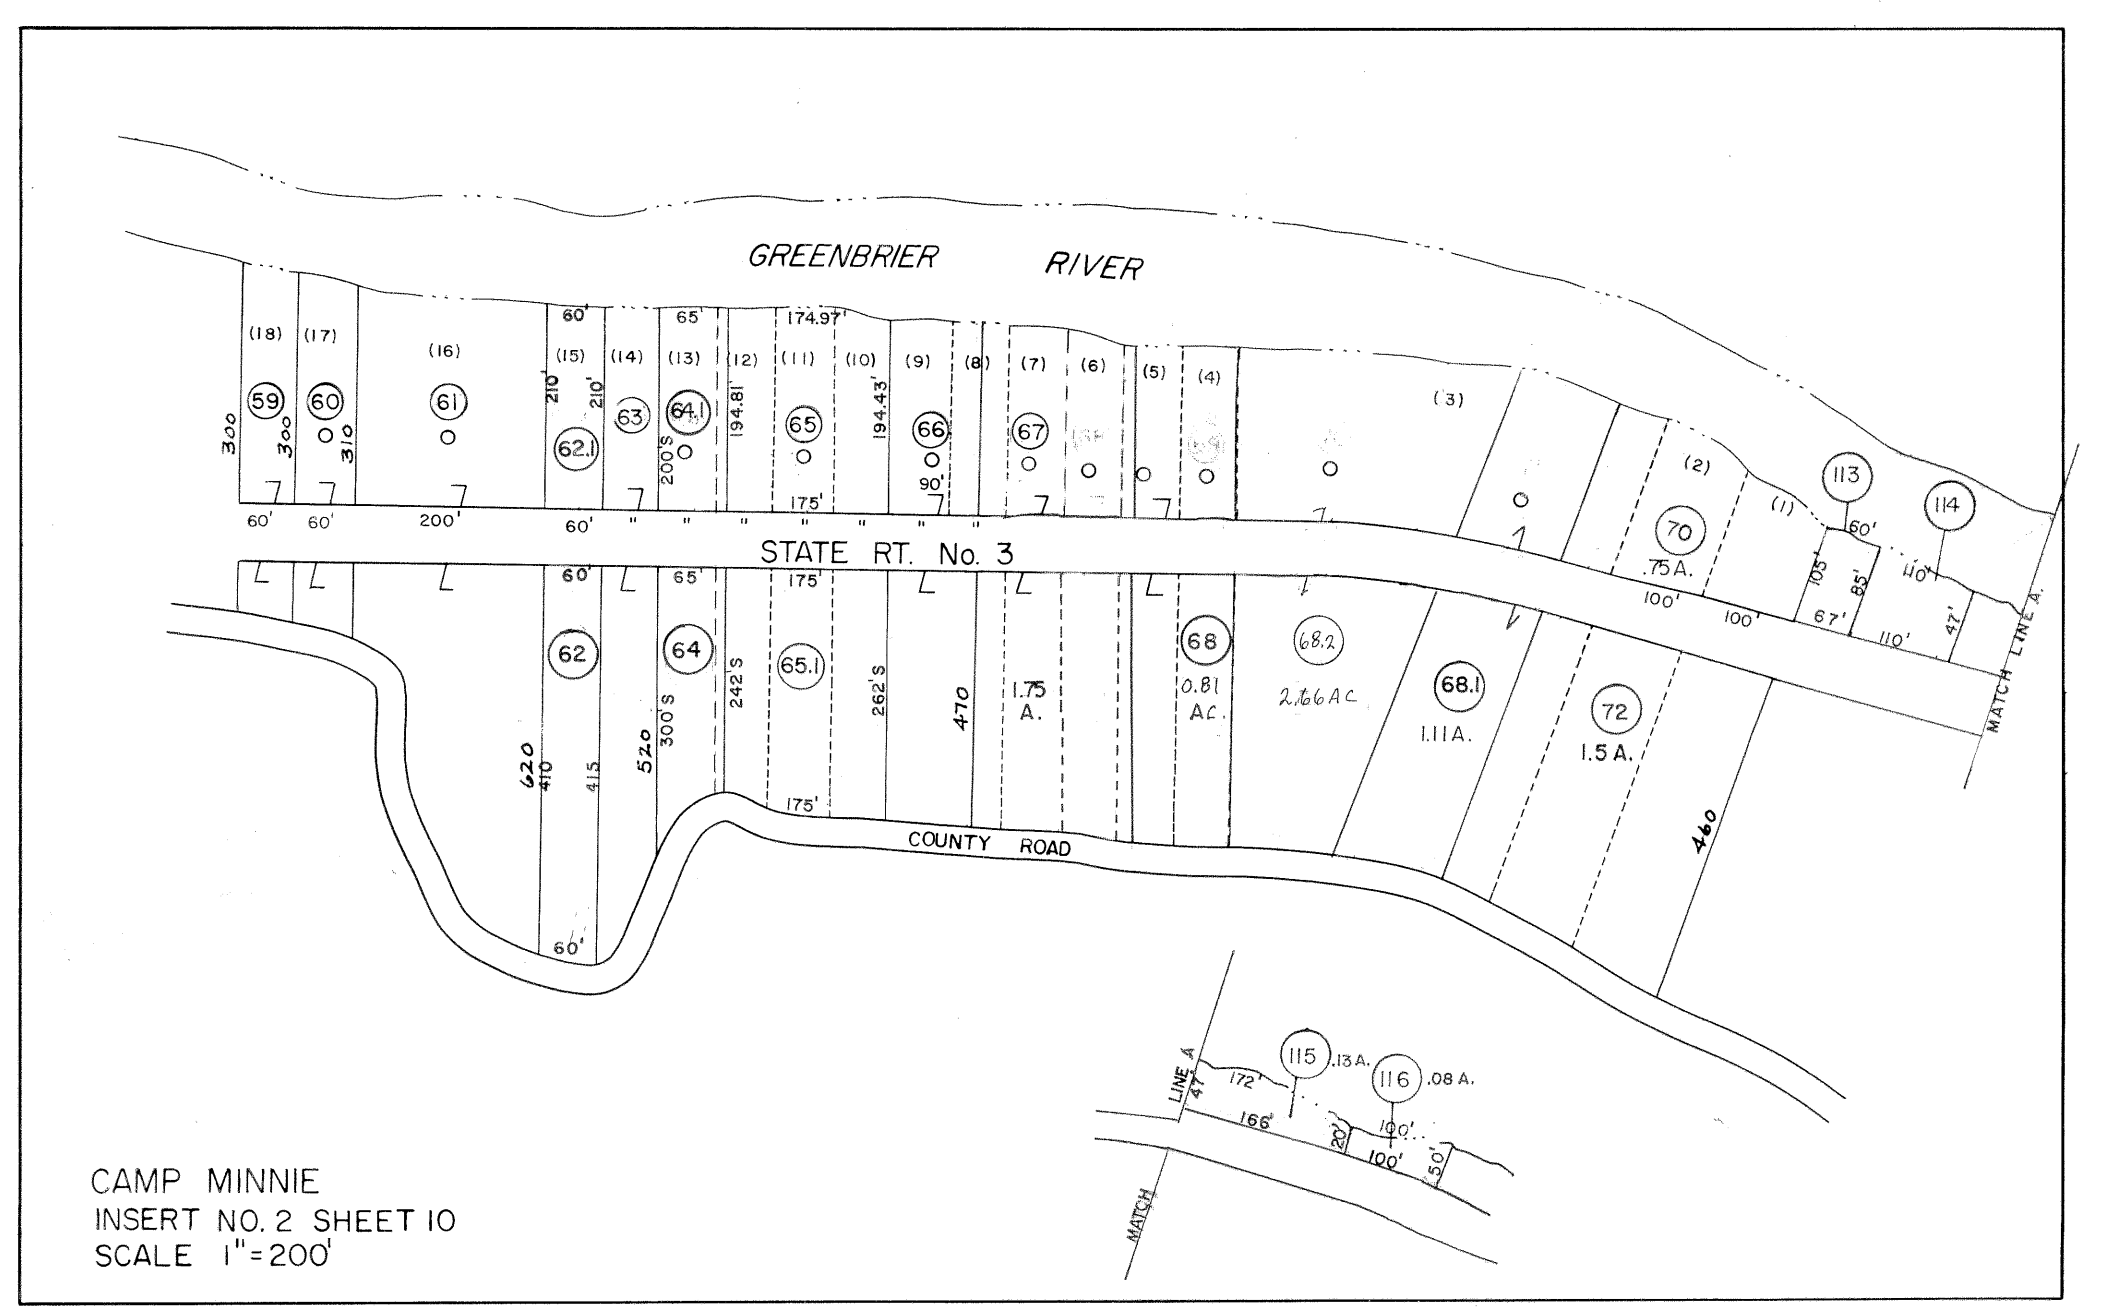 GREENBRIER RIVER
60' 65' 174.97'
(18) (17) (16) (15) (14) (13) (12) (11) (10) (9) (8) (7) (6) (5) (4) (3) (2) (1)
59 60 61 62.1 63 64.1 65 66 67 70 113 114
300 300 310 210' 210' 200'S 194.81' 194.43' 90'
175'
.75 A.
60' 105' 85' 110' 47'
60' 60' 200' 60' " " " " " " "
100' 100' 67' 110'
STATE RT. No. 3
60' 65' 175'
62 64 65.1 68 68.2 68.1 72
1.75
A.
0.81
AC.
2.66 AC
1.11 A.
1.5 A.
620 410 415 520 300'S 242'S 262'S 470 460
60' 175'
COUNTY ROAD
MATCH LINE A.
115 .13 A.
116 .08 A.
MATCH LINE A
47' 172' 166' 20' 100' 100' 50'
CAMP MINNIE
INSERT NO. 2 SHEET 10
SCALE 1"=200'